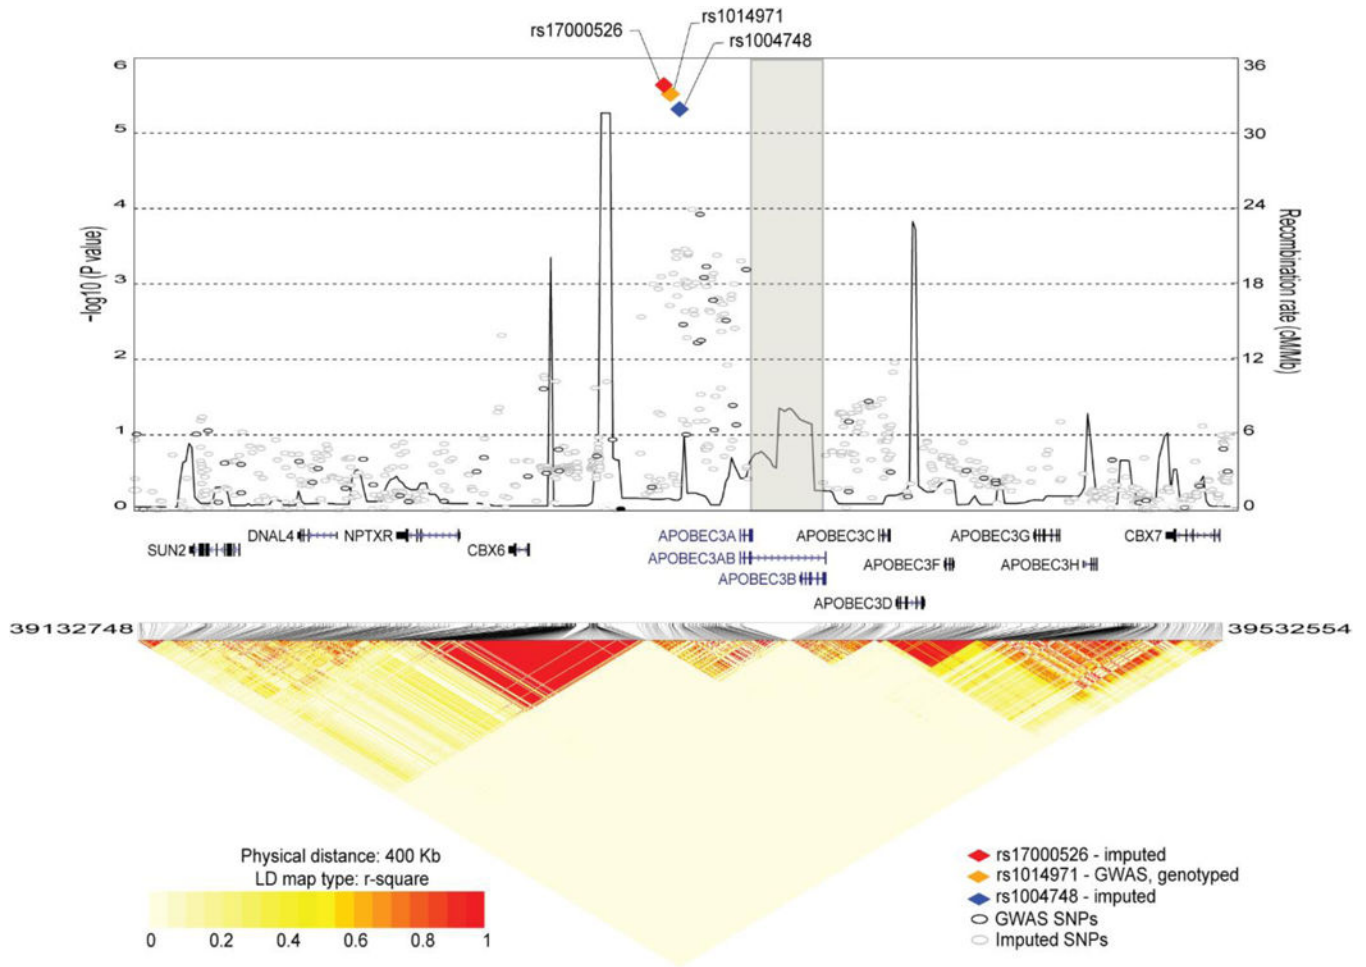 rs1014971
rs17000526
rs1004748
6
5
4
3
2
1
0
-log10 (P value)
36
30
24
18
12
6
0
Recombination rate (cM/Mb)
SUN2
DNAL4
NPTXR
CBX6
APOBEC3A
APOBEC3AB
APOBEC3B
APOBEC3C
APOBEC3F
APOBEC3D
APOBEC3G
APOBEC3H
CBX7
39132748
39532554
Physical distance: 400 Kb
LD map type: r-square
0 0.2 0.4 0.6 0.8 1
rs17000526 - imputed
rs1014971 - GWAS, genotyped
rs1004748 - imputed
GWAS SNPs
Imputed SNPs